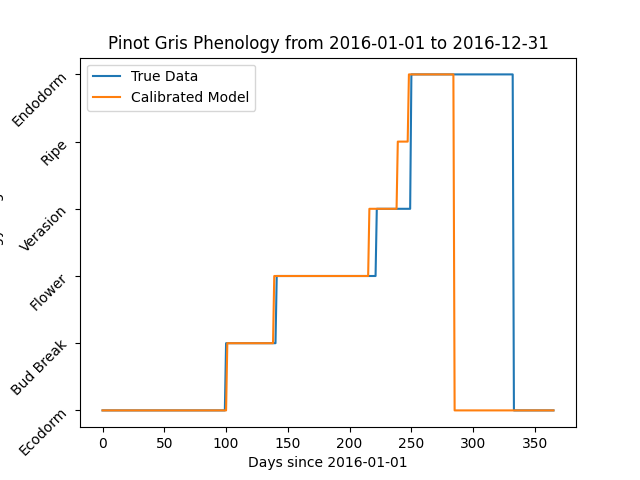 Pinot Gris Phenology from 2016-01-01 to 2016-12-31
True Data
Calibrated Model
Endodorm
Ripe
Verasion
Flower
Bud Break
Ecodorm
0 50 100 150 200 250 300 350
Days since 2016-01-01